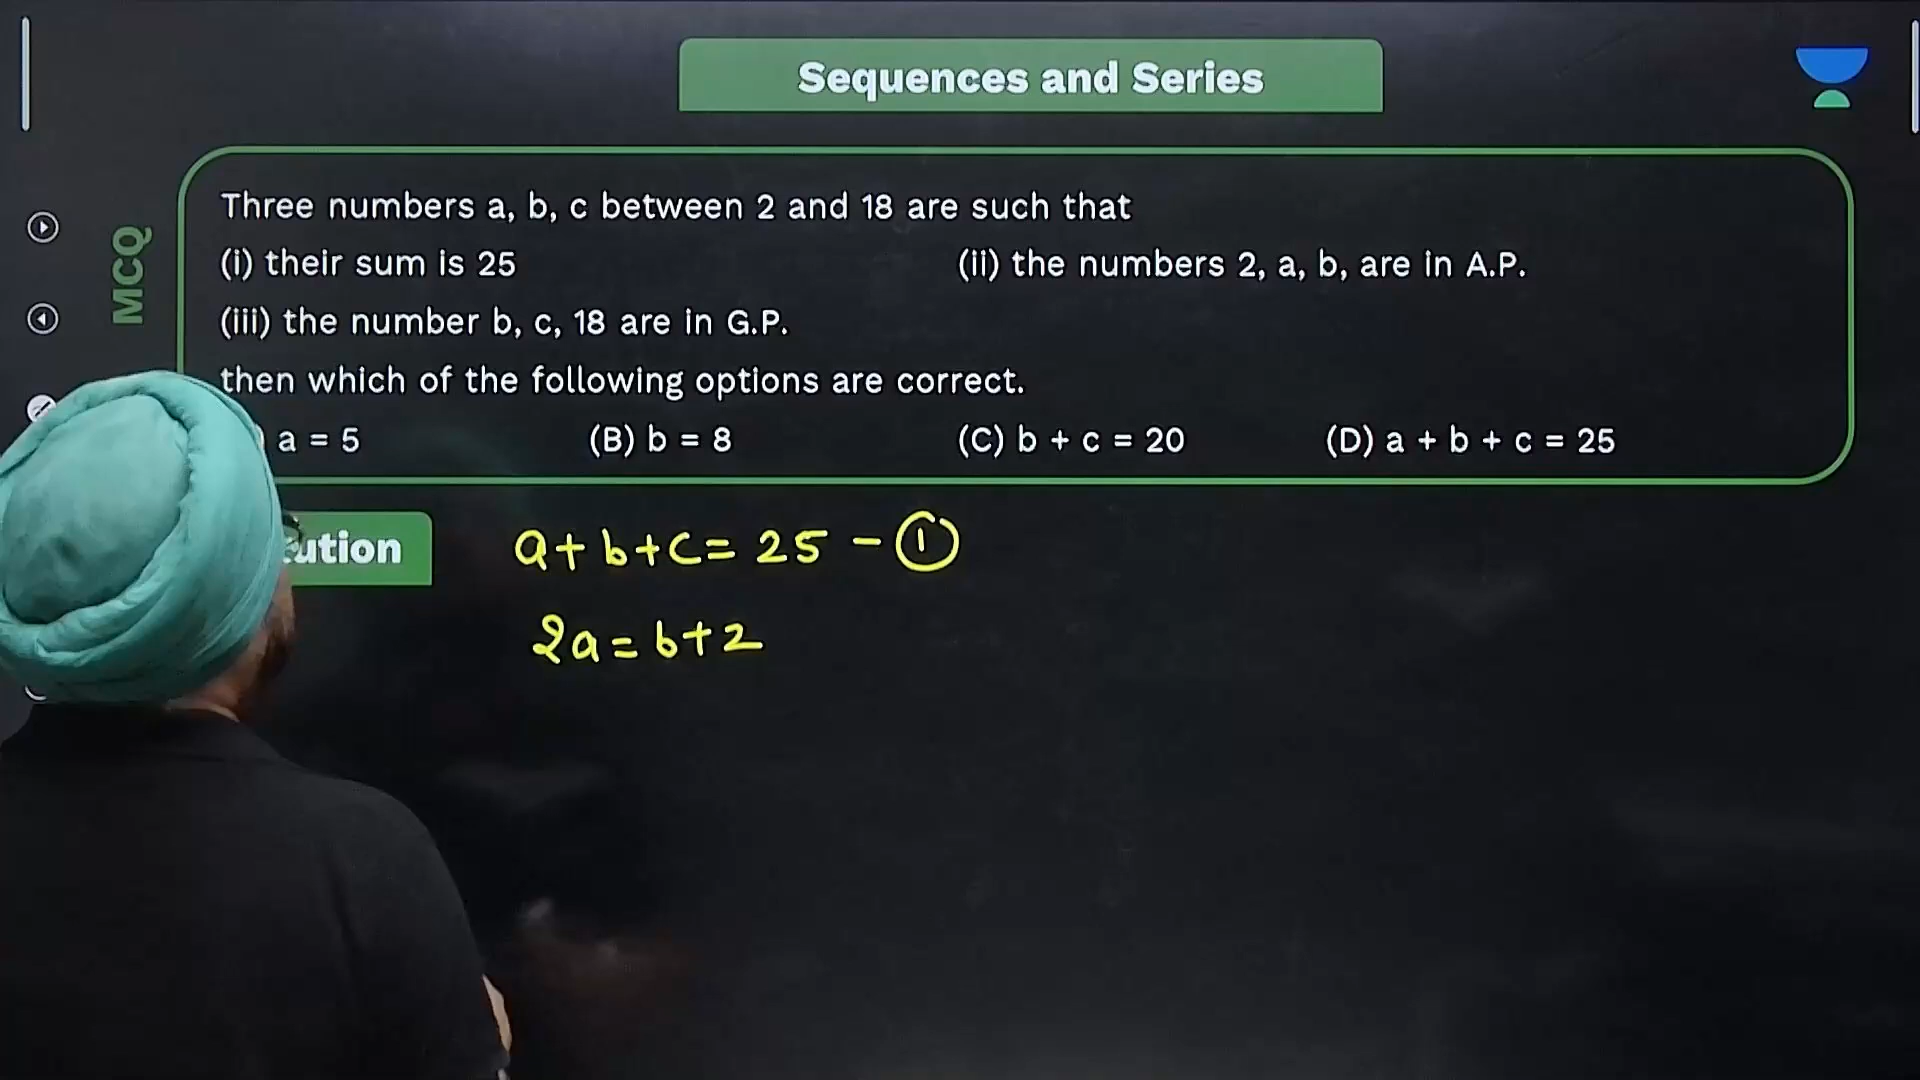 Sequences and Series
MCQ
Three numbers a, b, c between 2 and 18 are such that
(i) their sum is 25 (ii) the numbers 2, a, b, are in A.P.
(iii) the number b, c, 18 are in G.P.
then which of the following options are correct.
) a = 5 (B) b = 8 (C) b + c = 20 (D) a + b + c = 25
ution
a+b+c= 25 - ①
2a = b+2